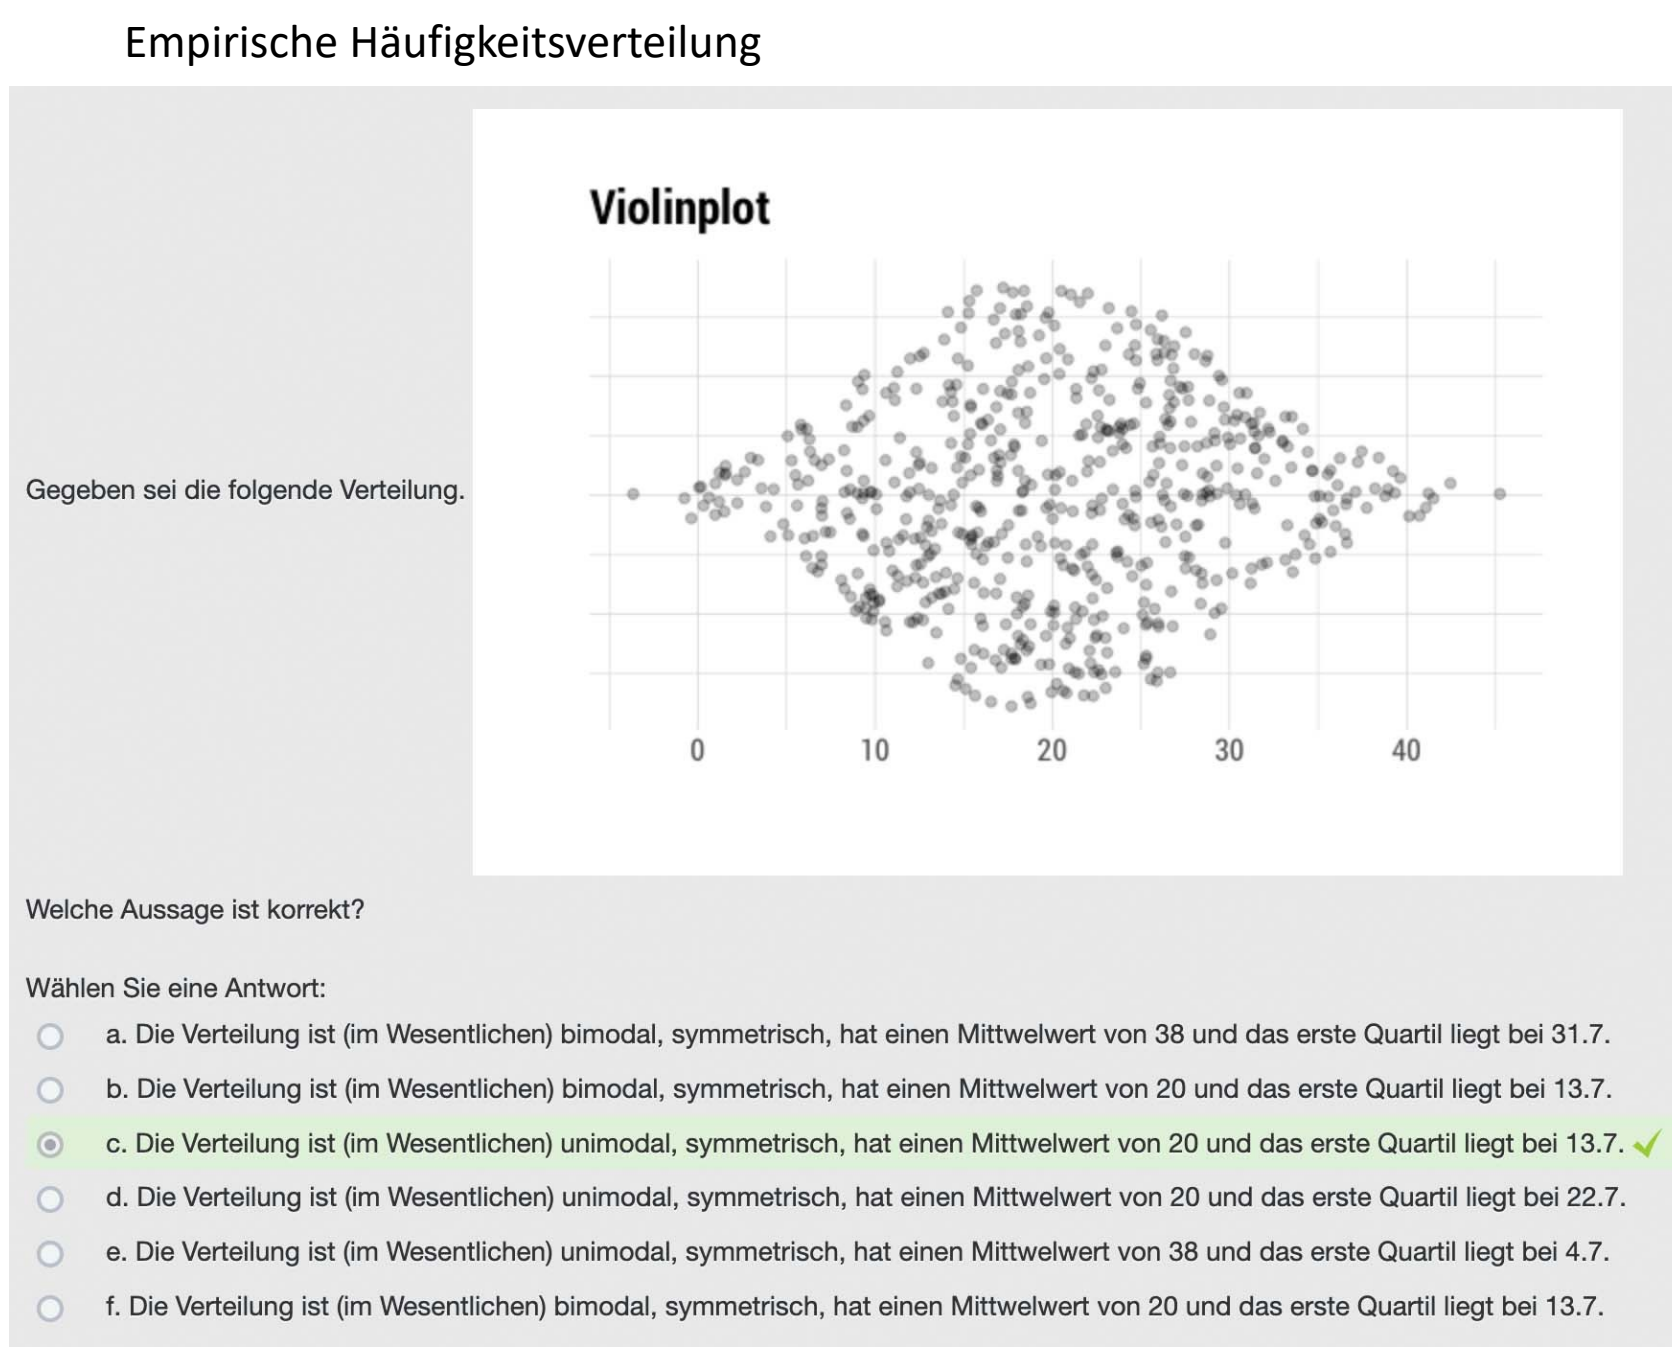 Empirische Häufigkeitsverteilung
Violinplot
Gegeben sei die folgende Verteilung.
0 10 20 30 40
Welche Aussage ist korrekt?
Wählen Sie eine Antwort:
a. Die Verteilung ist (im Wesentlichen) bimodal, symmetrisch, hat einen Mittwelwert von 38 und das erste Quartil liegt bei 31.7.
b. Die Verteilung ist (im Wesentlichen) bimodal, symmetrisch, hat einen Mittwelwert von 20 und das erste Quartil liegt bei 13.7.
c. Die Verteilung ist (im Wesentlichen) unimodal, symmetrisch, hat einen Mittwelwert von 20 und das erste Quartil liegt bei 13.7.
d. Die Verteilung ist (im Wesentlichen) unimodal, symmetrisch, hat einen Mittwelwert von 20 und das erste Quartil liegt bei 22.7.
e. Die Verteilung ist (im Wesentlichen) unimodal, symmetrisch, hat einen Mittwelwert von 38 und das erste Quartil liegt bei 4.7.
f. Die Verteilung ist (im Wesentlichen) bimodal, symmetrisch, hat einen Mittwelwert von 20 und das erste Quartil liegt bei 13.7.